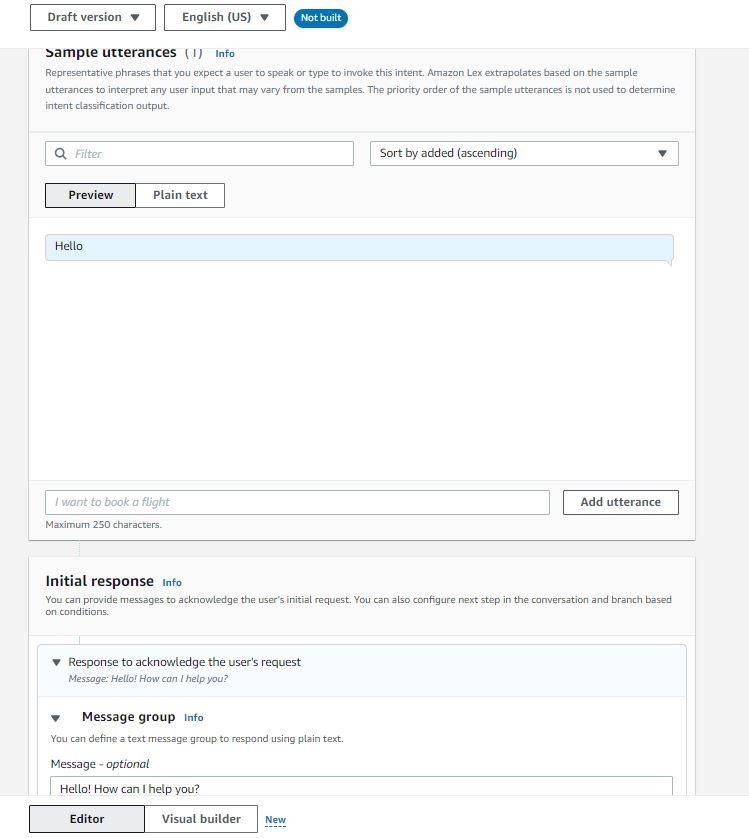 Draft version
English (US)
Not built
Sample utterances (1) Info
Representative phrases that you expect a user to speak or type to invoke this intent. Amazon Lex extrapolates based on the sample
utterances to interpret any user input that may vary from the samples. The priority order of the sample utterances is not used to determine
intent classification output.
Filter
Sort by added (ascending)
Preview
Plain text
Hello
I want to book a flight
Add utterance
Maximum 250 characters.
Initial response Info
You can provide messages to acknowledge the user's initial request. You can also configure next step in the conversation and branch based
on conditions.
Response to acknowledge the user's request
Message: Hello! How can I help you?
Message group Info
You can define a text message group to respond using plain text.
Message - optional
Hello! How can I help you?
Editor
Visual builder
New